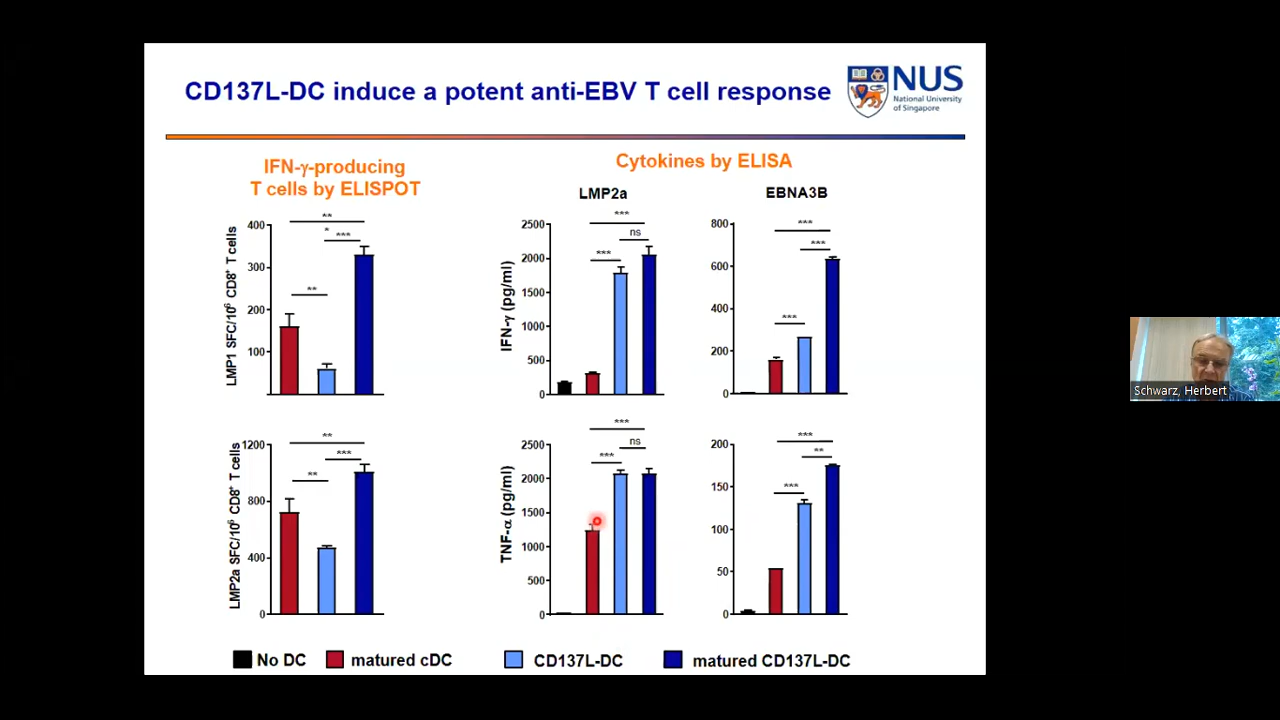 CD137L-DC induce a potent anti-EBV T cell response
NUS
National University
of Singapore
IFN-γ-producing
T cells by ELISPOT
Cytokines by ELISA
LMP2a
EBNA3B
LMP1 SFC/10⁶ CD8⁺ T cells
400
300
200
100
**
* ***
**
IFN-γ (pg/ml)
2500
2000
1500
1000
500
0
***
ns
***
800
600
400
200
0
***
***
***
LMP2a SFC/10⁶ CD8⁺ T cells
1200
800
400
0
**
***
**
TNF-α (pg/ml)
2500
2000
1500
1000
500
0
***
ns
***
200
150
100
50
0
***
**
***
No DC
matured cDC
CD137L-DC
matured CD137L-DC
Schwarz, Herbert